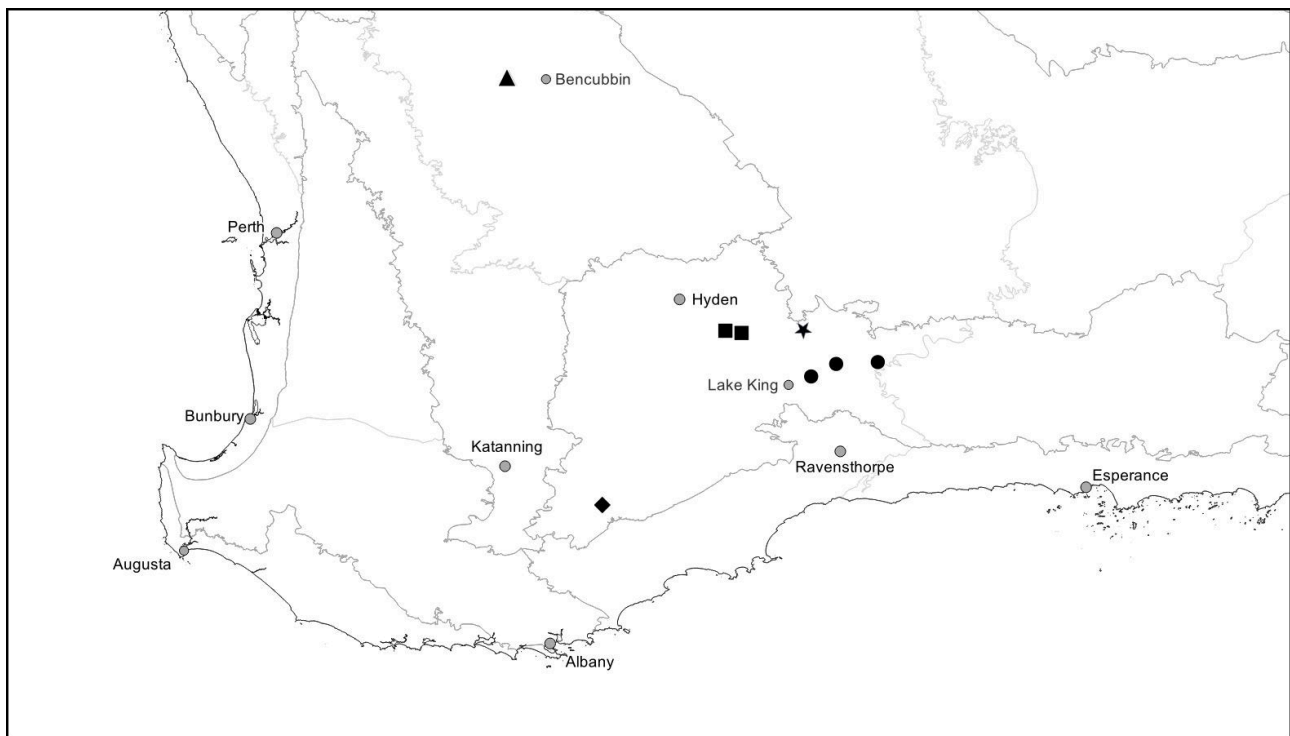 Bencubbin
Perth
Hyden
Lake King
Bunbury
Katanning
Ravensthorpe
Esperance
Augusta
Albany